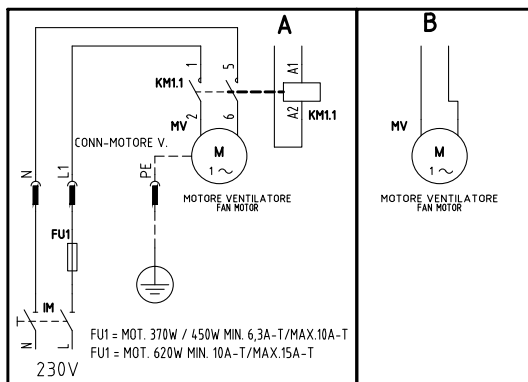 A
B
1
5
KM1.1
A1
A2
KM1.1
2
6
MV
CONN-MOTORE V.
M
1 ~
MOTORE VENTILATORE
FAN MOTOR
MV
M
1 ~
MOTORE VENTILATORE
FAN MOTOR
N
L1
PE
FU1
IM
N
L
230V
FU1 = MOT. 370W / 450W MIN. 6,3A-T/MAX.10A-T
FU1 = MOT. 620W MIN. 10A-T/MAX.15A-T